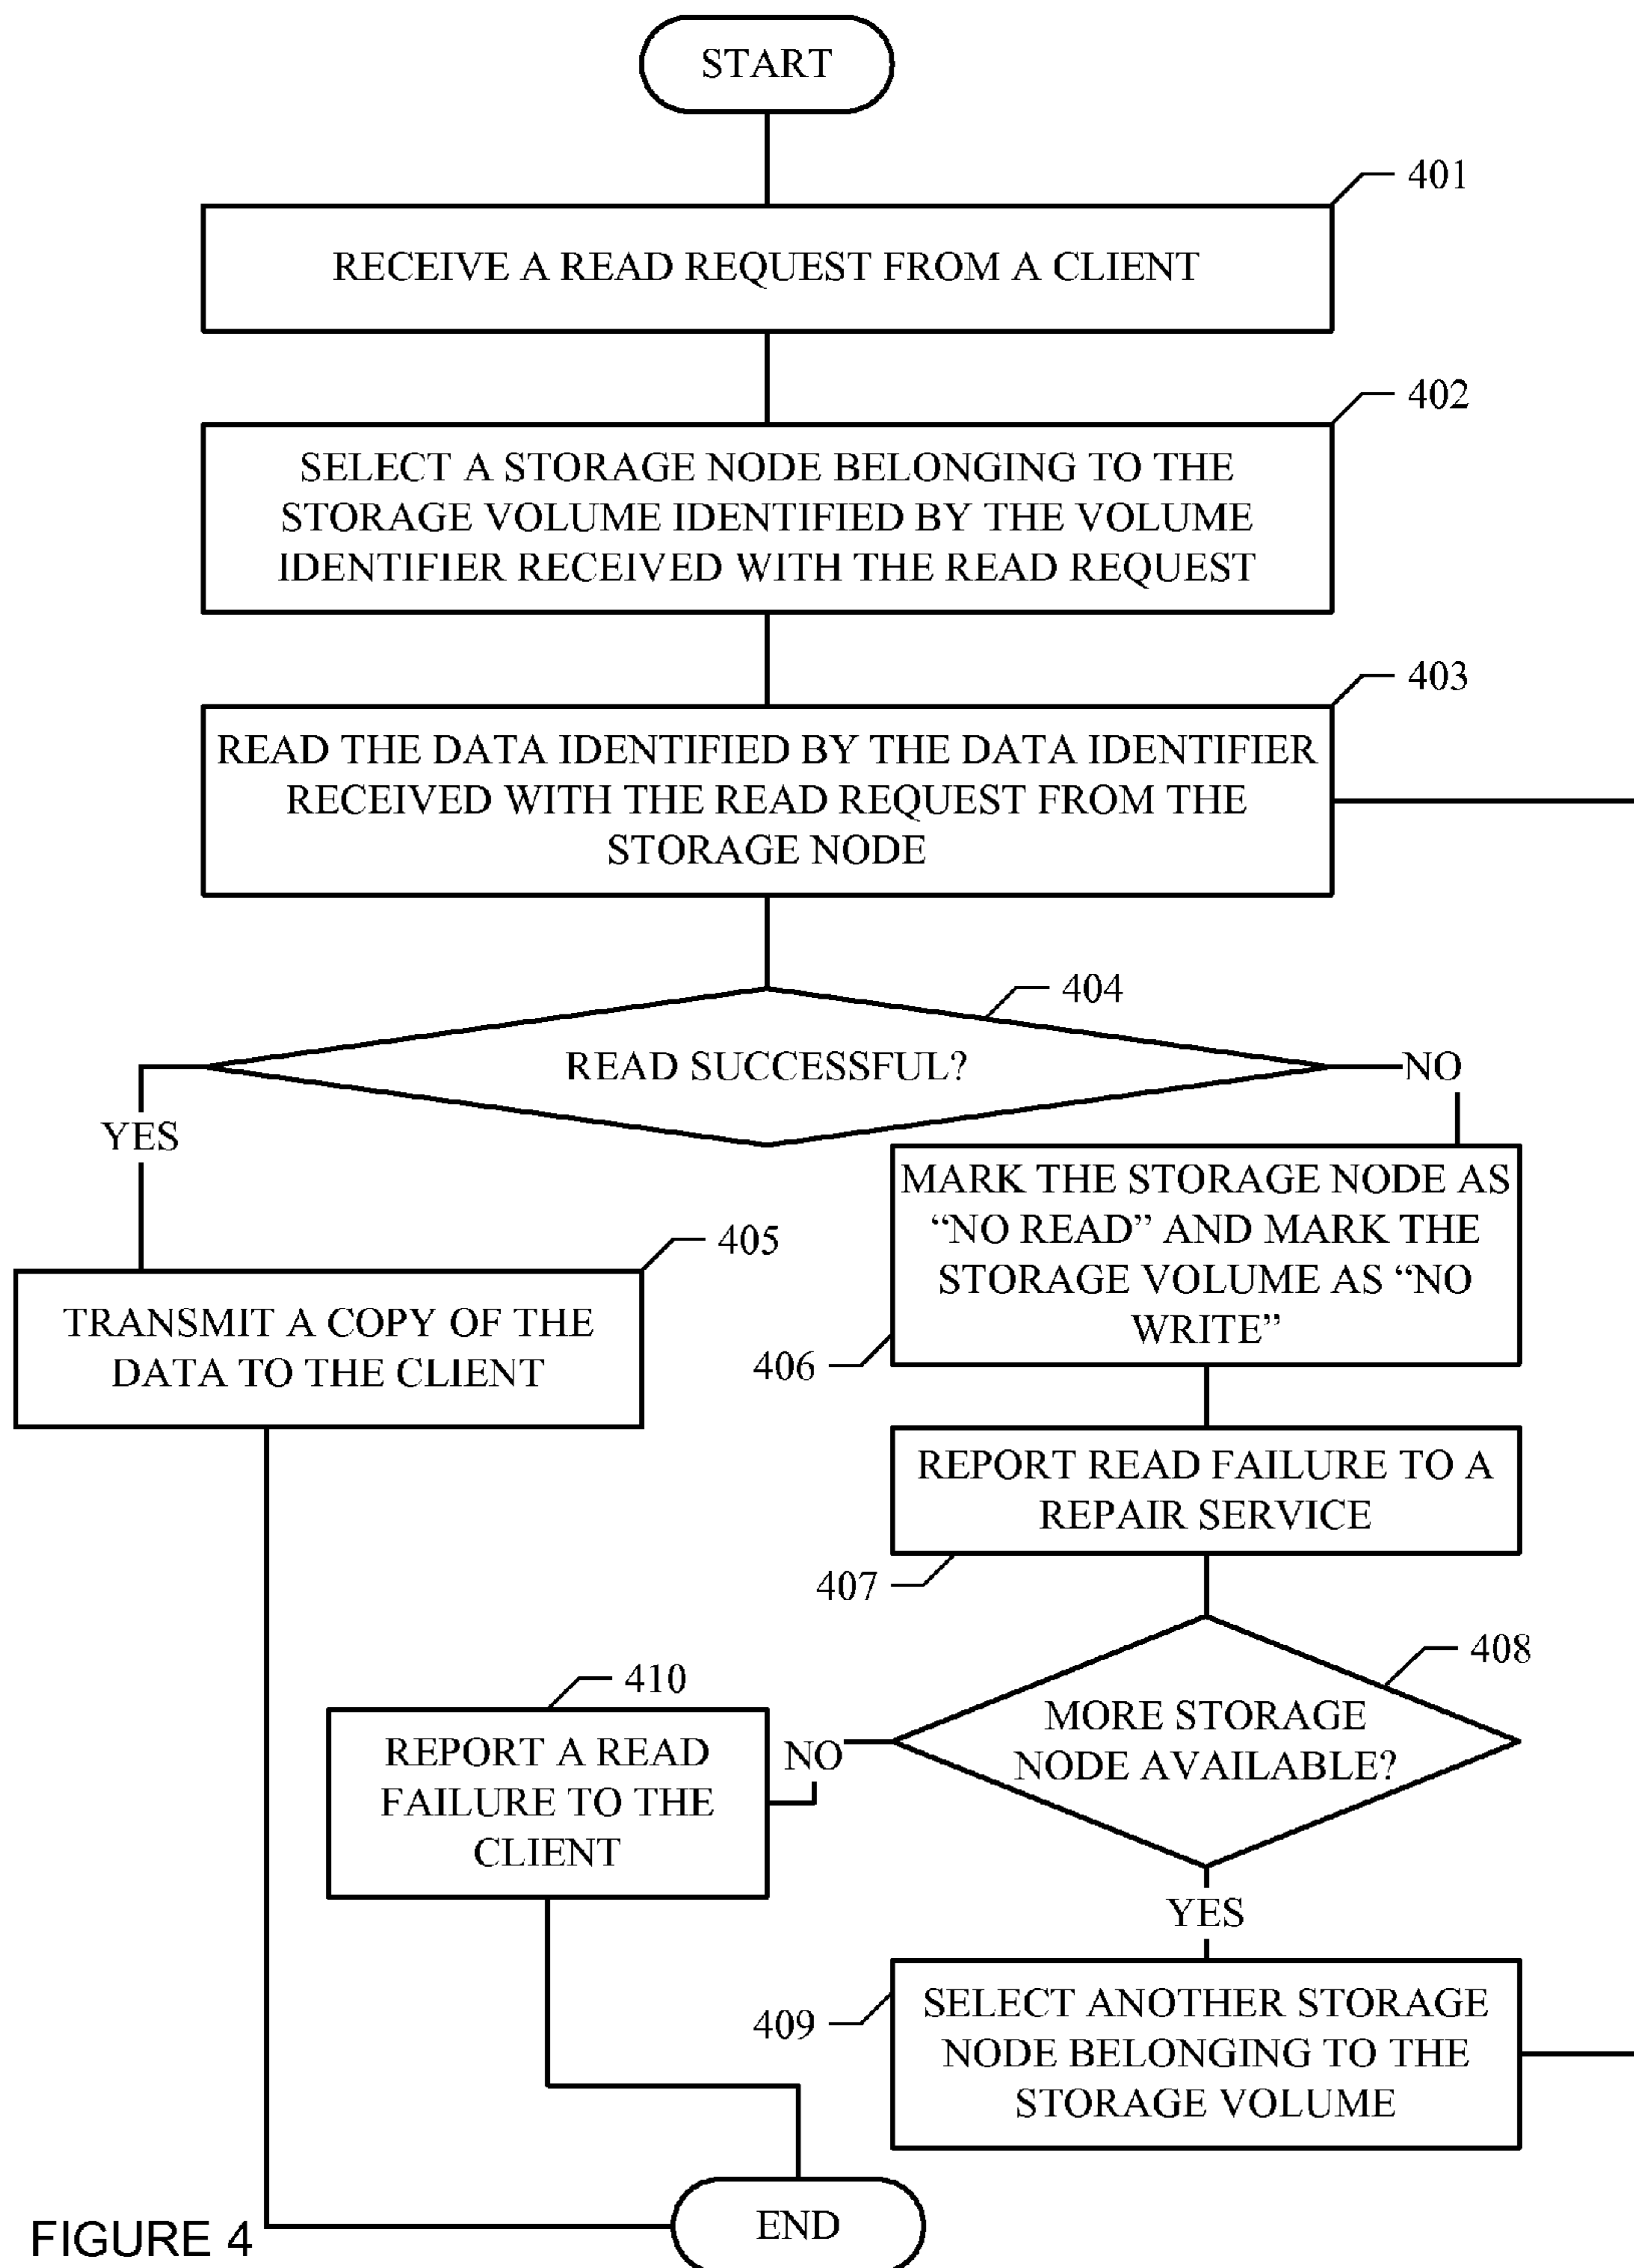 START
401
RECEIVE A READ REQUEST FROM A CLIENT
402
SELECT A STORAGE NODE BELONGING TO THE
STORAGE VOLUME IDENTIFIED BY THE VOLUME
IDENTIFIER RECEIVED WITH THE READ REQUEST
403
READ THE DATA IDENTIFIED BY THE DATA IDENTIFIER
RECEIVED WITH THE READ REQUEST FROM THE
STORAGE NODE
404
READ SUCCESSFUL?
NO
YES
MARK THE STORAGE NODE AS
“NO READ” AND MARK THE
STORAGE VOLUME AS “NO
WRITE”
406
405
TRANSMIT A COPY OF THE
DATA TO THE CLIENT
REPORT READ FAILURE TO A
REPAIR SERVICE
407
408
MORE STORAGE
NODE AVAILABLE?
NO
410
REPORT A READ
FAILURE TO THE
CLIENT
YES
409
SELECT ANOTHER STORAGE
NODE BELONGING TO THE
STORAGE VOLUME
END
FIGURE 4